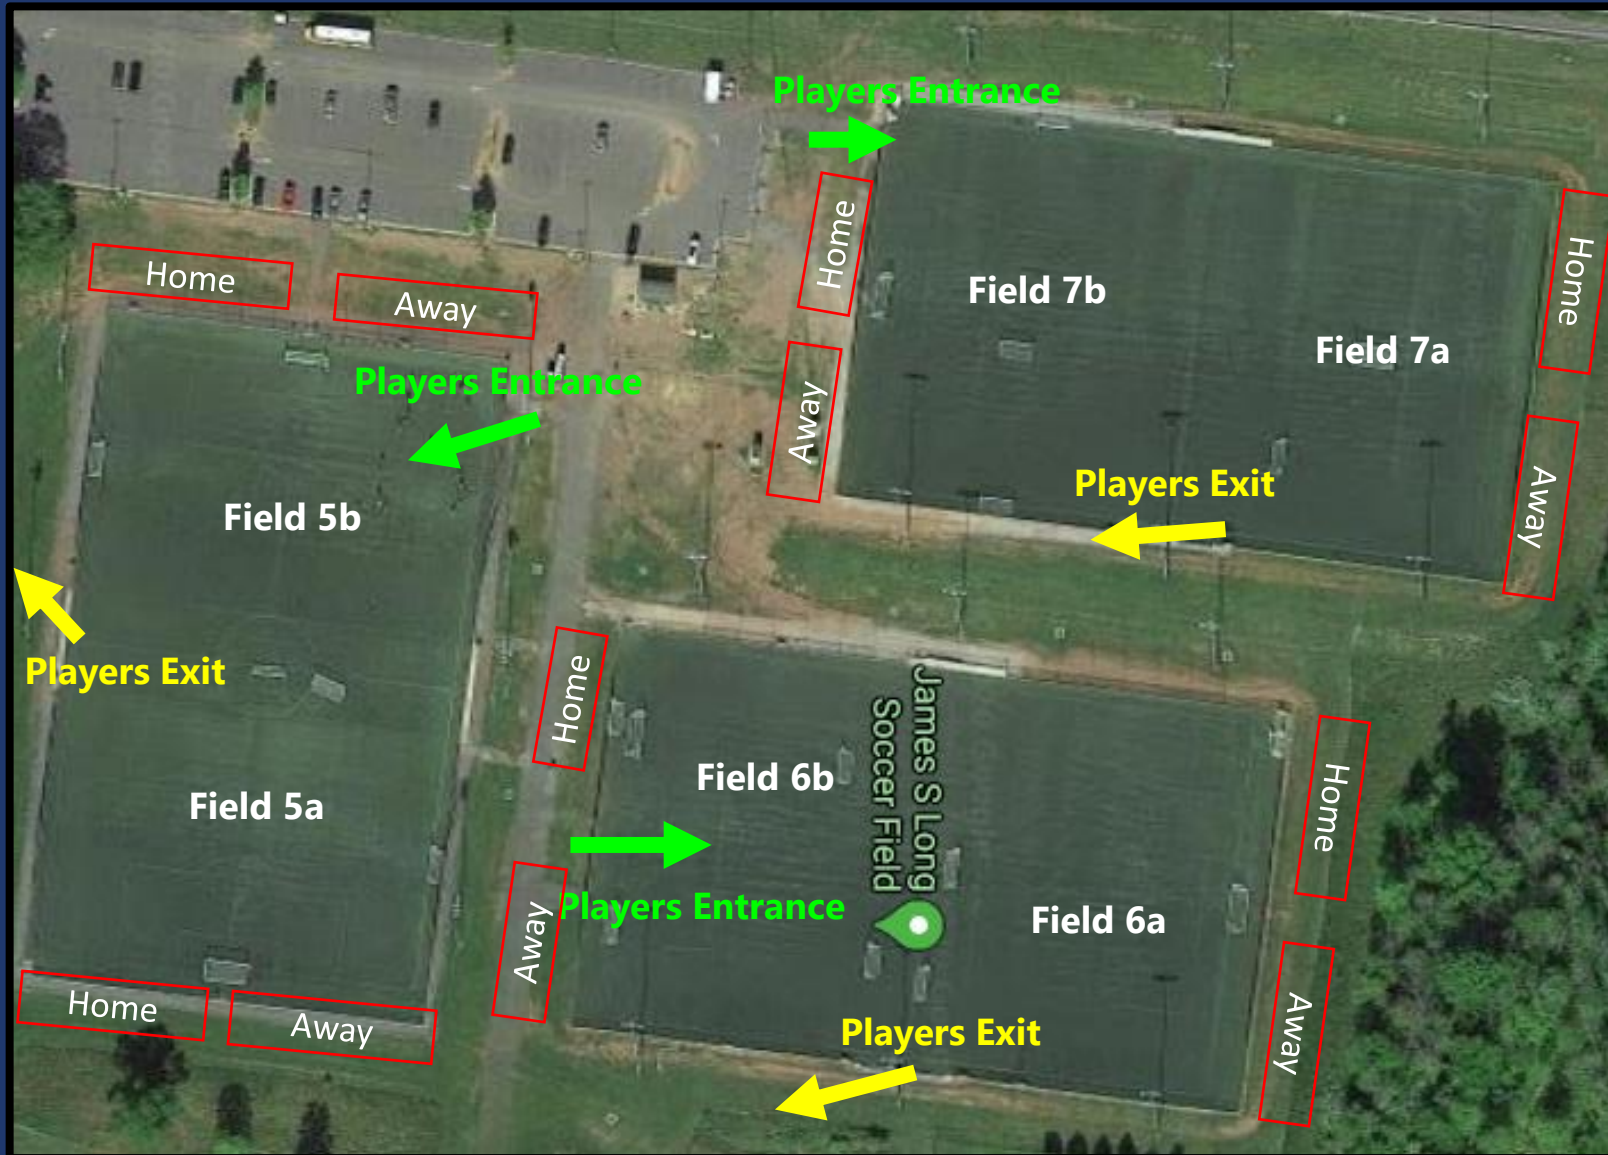 Players Entrance
Home
Away
Field 7b
Field 7a
Home
Away
Players Exit
Home
Away
Players Entrance
Field 5b
Players Exit
Field 5a
Home
Away
Home
Away
Field 6b
Players Entrance
James S Long
Soccer Field
Field 6a
Home
Away
Players Exit